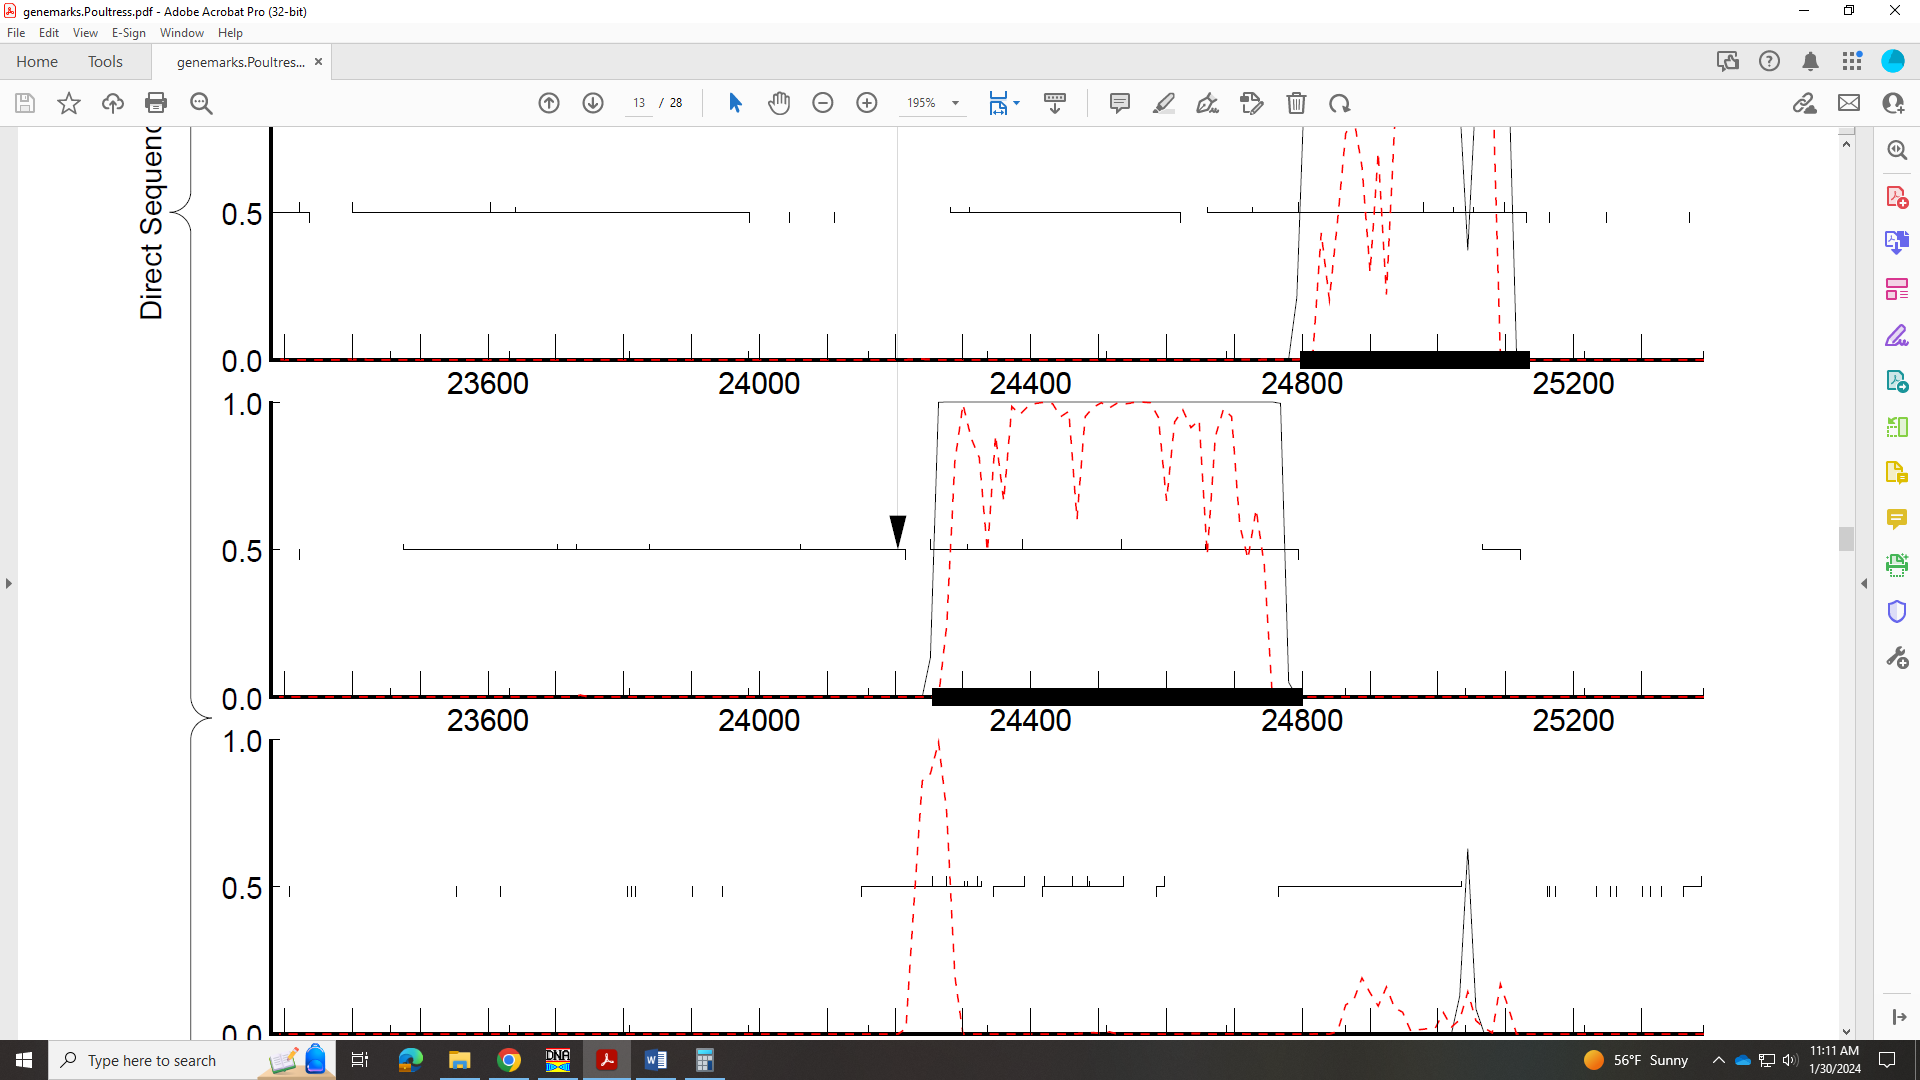 genemarks.Poultress.pdf - Adobe Acrobat Pro (32-bit)
File Edit View E-Sign Window Help
Home Tools genemarks.Poultres... ×
13 / 28 195%
Direct Sequenc
0.5
0.0
23600 24000 24400 24800 25200
1.0
0.5
0.0
23600 24000 24400 24800 25200
1.0
0.5
0.0
Type here to search
DNA
56°F Sunny
11:11 AM
1/30/2024